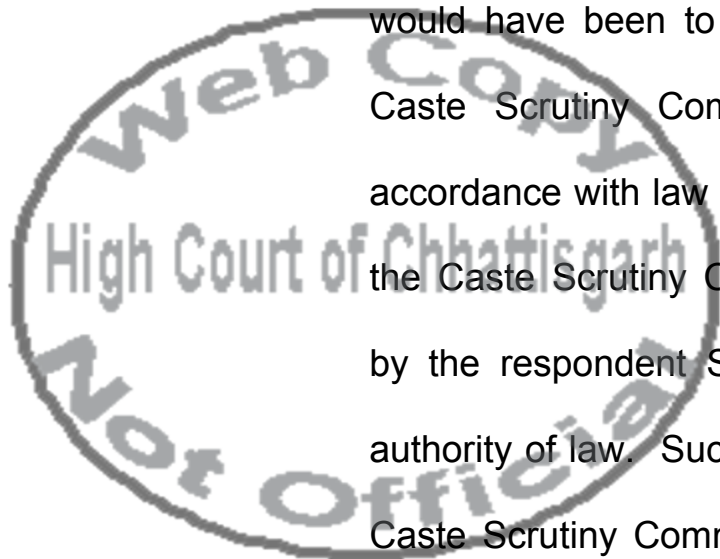 would have been to
Web Copy
Caste Scrutiny Com
accordance with law
High Court of Chhattisgarh
the Caste Scrutiny C
by the respondent S
Not Official
authority of law. Suc
Caste Scrutiny Comm